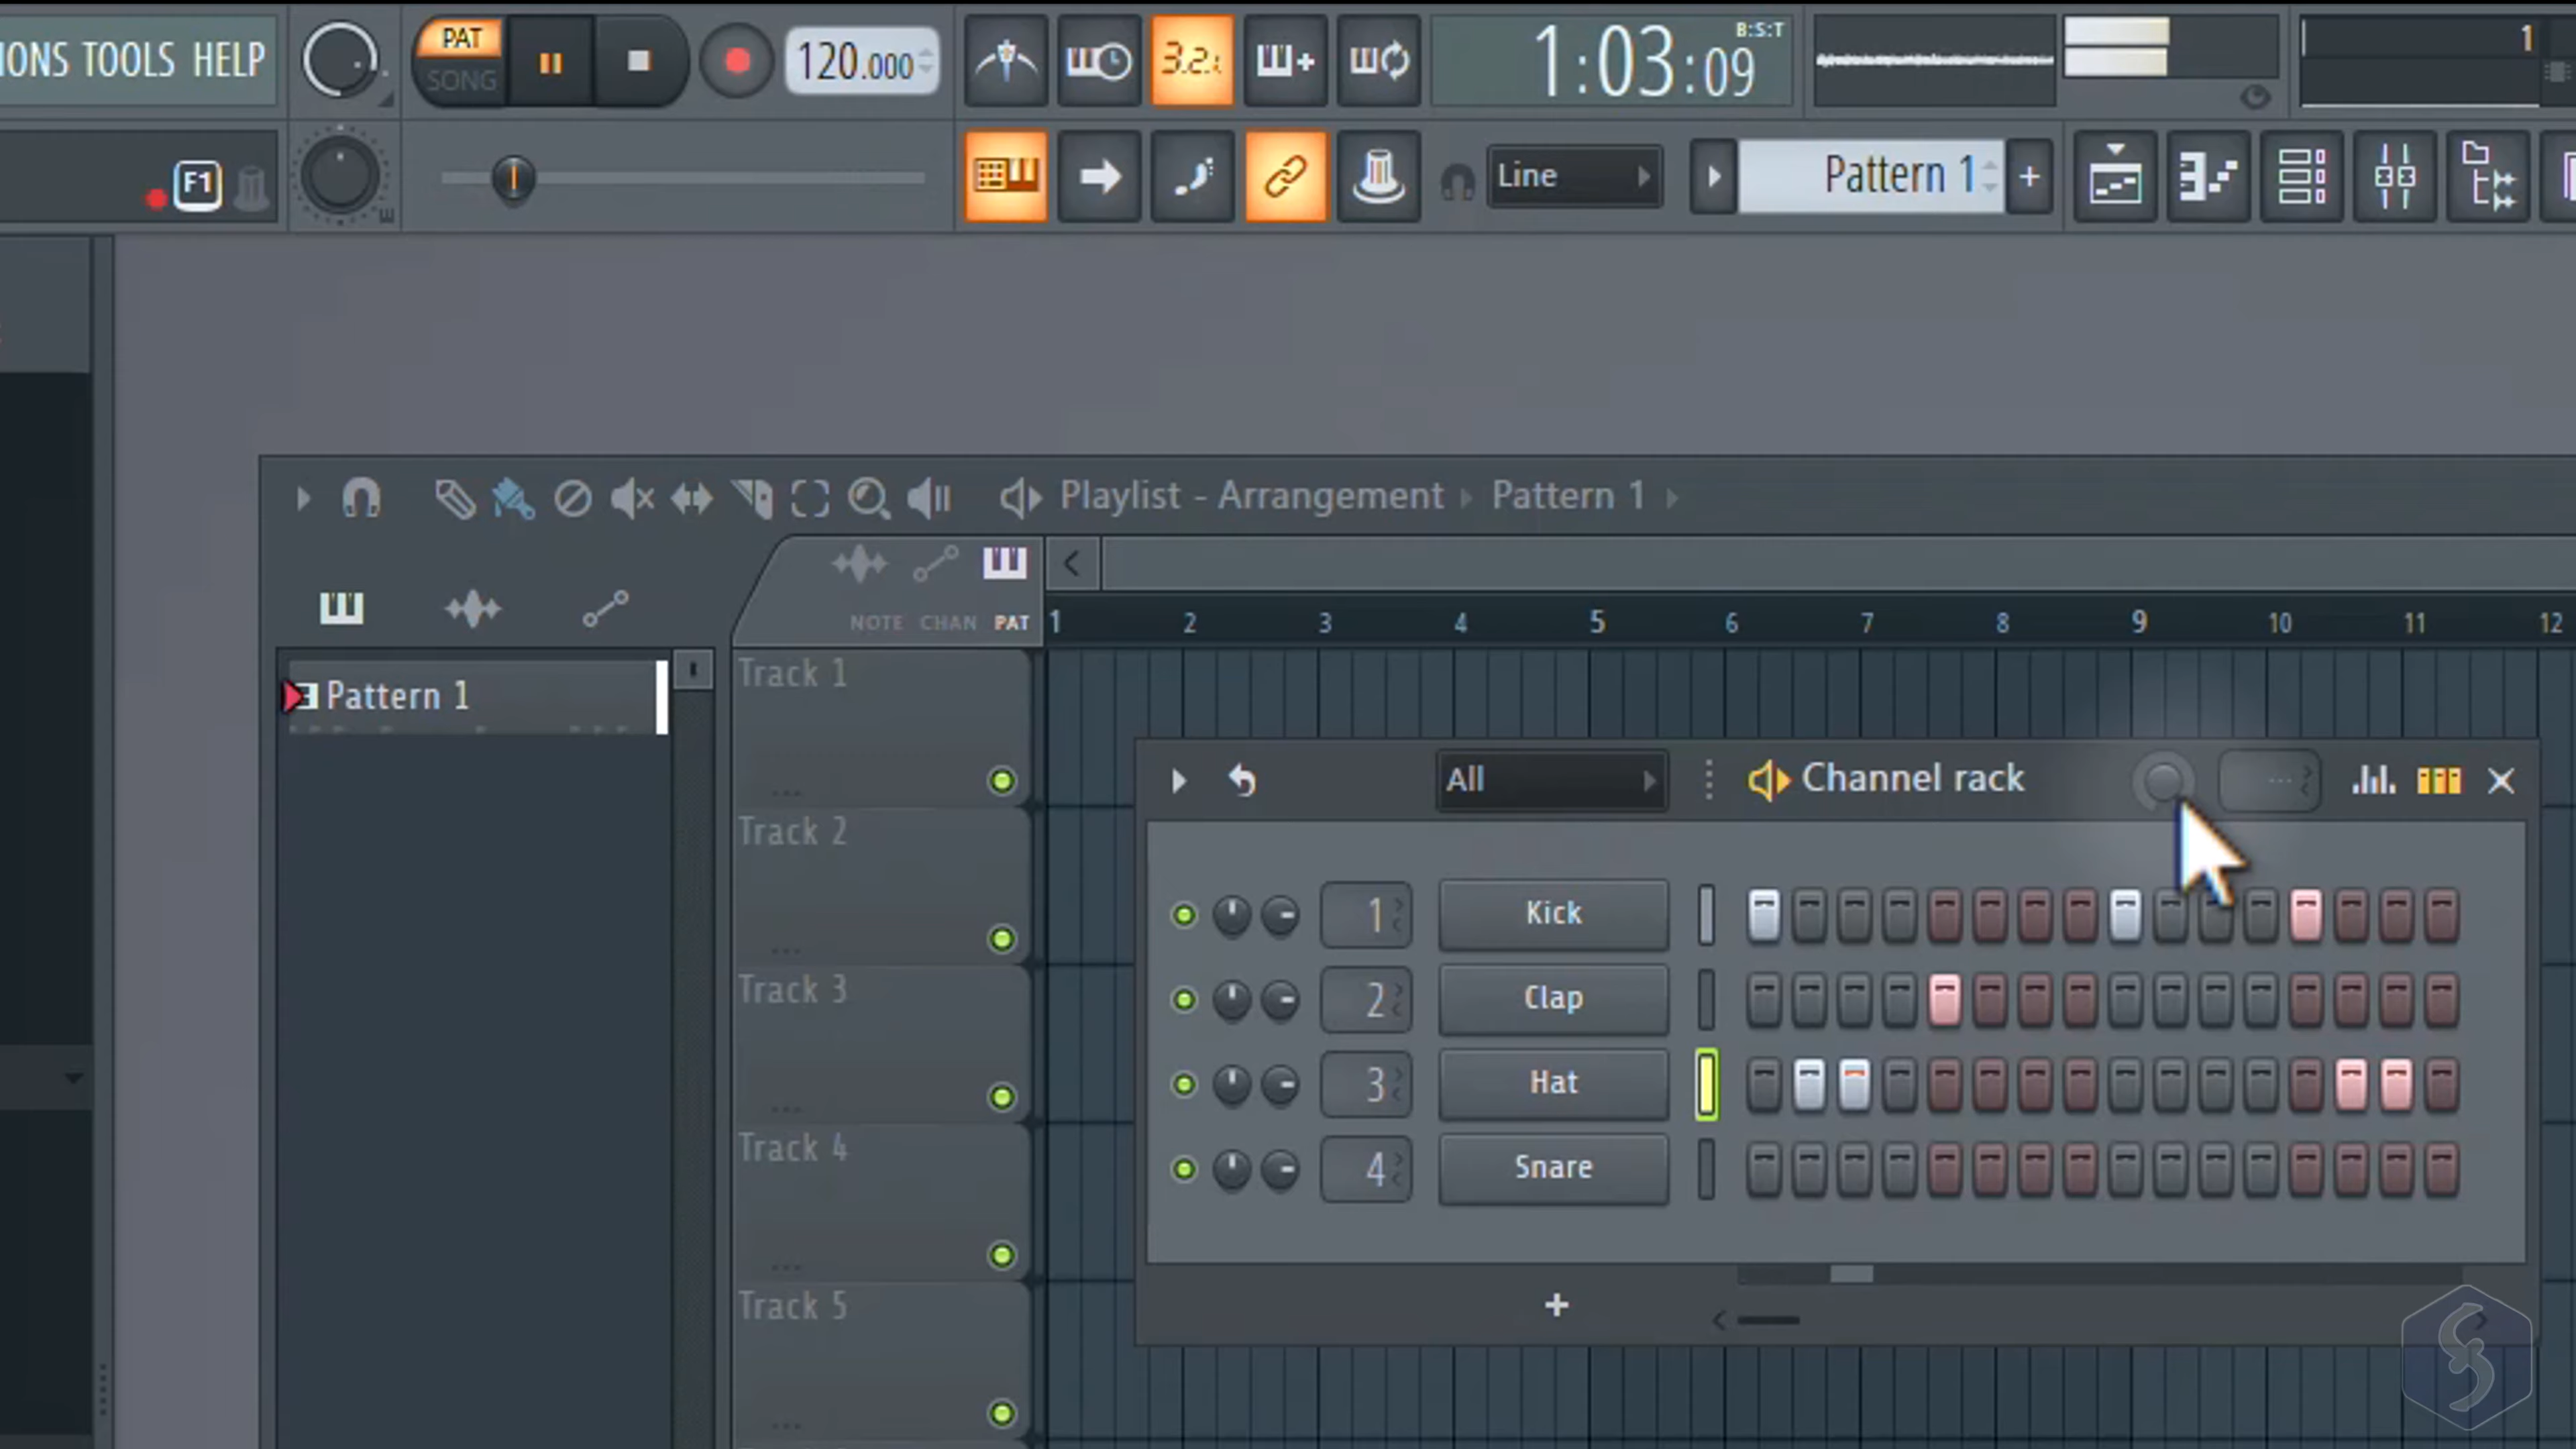 IONS TOOLS HELP
PAT
SONG
120.000
3.2.
1:03:09
B:S:T
1
F1
Line
Pattern 1
+
Playlist - Arrangement
Pattern 1
NOTE CHAN PAT
1 2 3 4 5 6 7 8 9 10 11 12
Pattern 1
Track 1
Track 2
Track 3
Track 4
Track 5
All
Channel rack
1 Kick
2 Clap
3 Hat
4 Snare
+